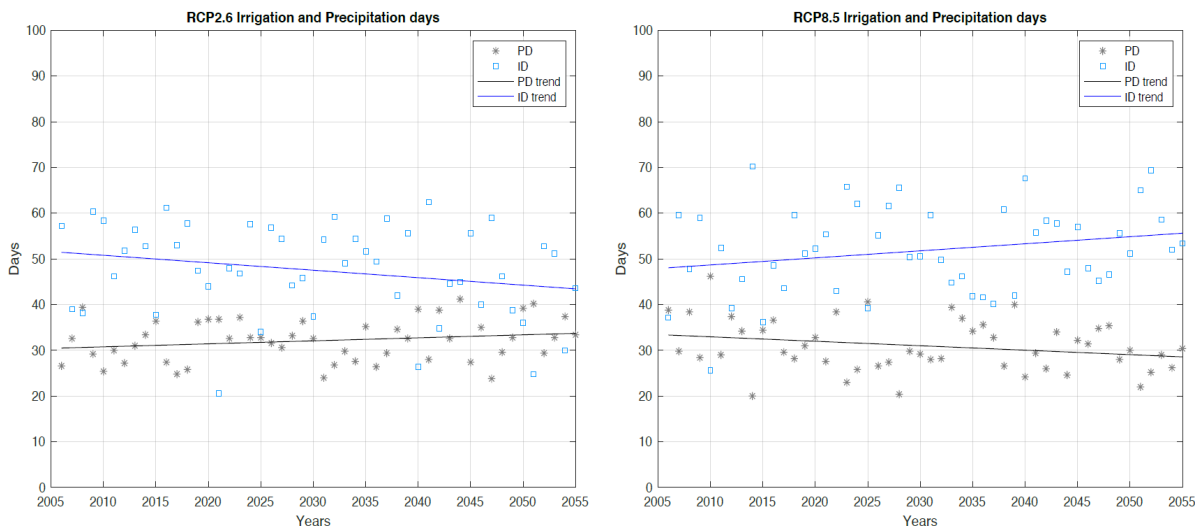 RCP2.6 Irrigation and Precipitation days
100
90
80
70
60
50
40
30
20
10
0
Days
PD
ID
PD trend
ID trend
2005 2010 2015 2020 2025 2030 2035 2040 2045 2050 2055
Years
RCP8.5 Irrigation and Precipitation days
100
90
80
70
60
50
40
30
20
10
0
Days
PD
ID
PD trend
ID trend
2005 2010 2015 2020 2025 2030 2035 2040 2045 2050 2055
Years